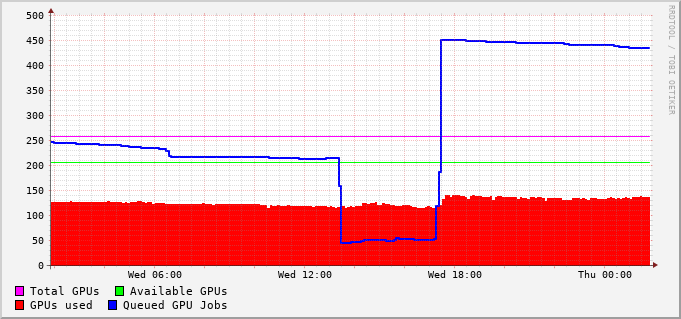 500
450
400
350
300
250
200
150
100
50
0
Wed 06:00 Wed 12:00 Wed 18:00 Thu 00:00
Total GPUs Available GPUs
GPUs used Queued GPU Jobs
RRDTOOL / TOBI OETIKER